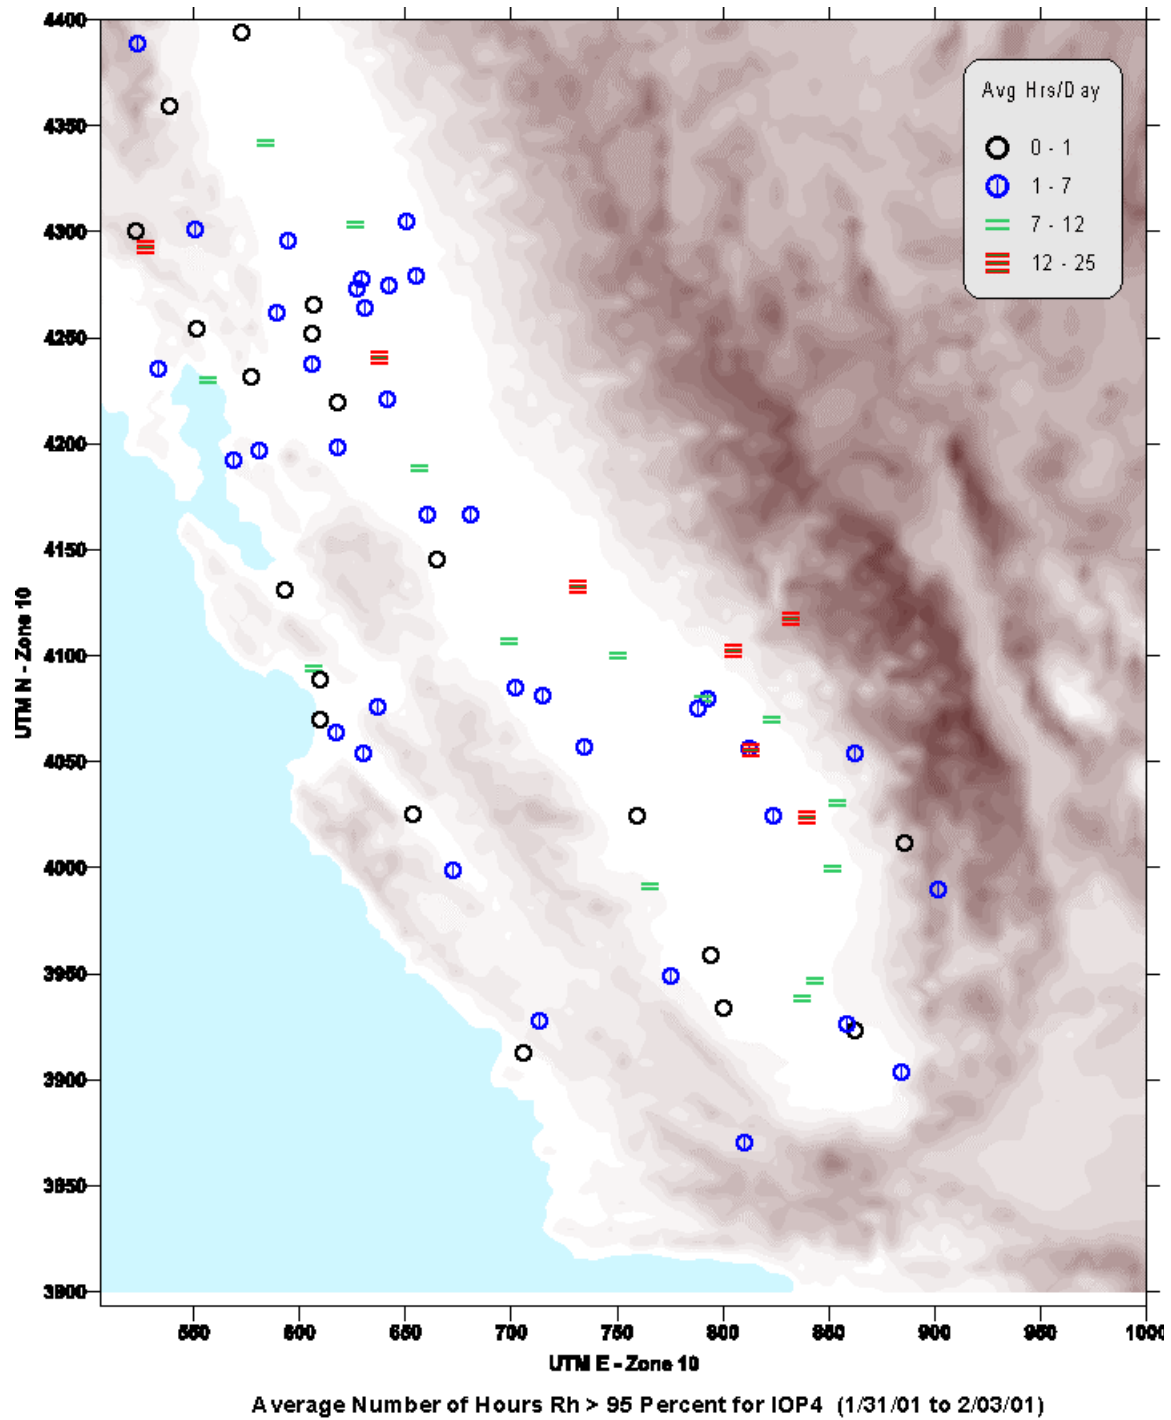 4400
4350
4300
4250
4200
4150
4100
4050
4000
3950
3900
3850
3800
UTM N - Zone 10
Avg Hrs/Day
0 - 1
1 - 7
7 - 12
12 - 25
550 600 650 700 750 800 850 900 950 1000
UTM E - Zone 10
Average Number of Hours Rh > 95 Percent for IOP4 (1/31/01 to 2/03/01)